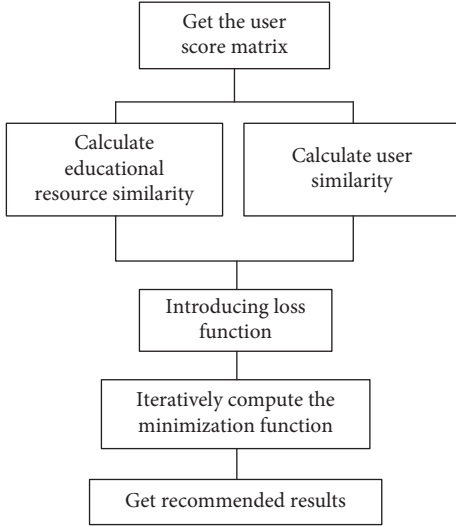 Get the user
score matrix
Calculate
educational
resource similarity
Calculate user
similarity
Introducing loss
function
Iteratively compute the
minimization function
Get recommended results